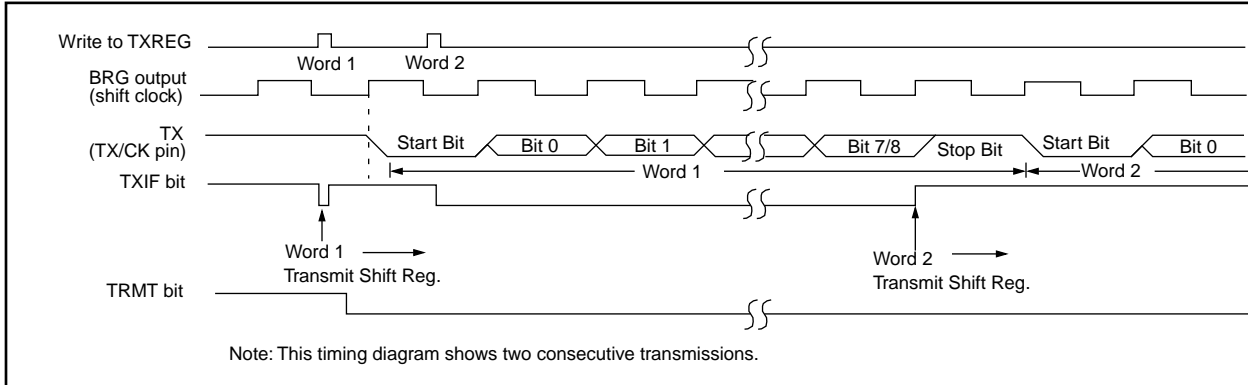 Write to TXREG
Word 1
Word 2
BRG output
(shift clock)
TX
(TX/CK pin)
Start Bit
Bit 0
Bit 1
Bit 7/8
Stop Bit
Start Bit
Bit 0
Word 1
Word 2
TXIF bit
Word 1
Transmit Shift Reg.
Word 2
Transmit Shift Reg.
TRMT bit
Note: This timing diagram shows two consecutive transmissions.